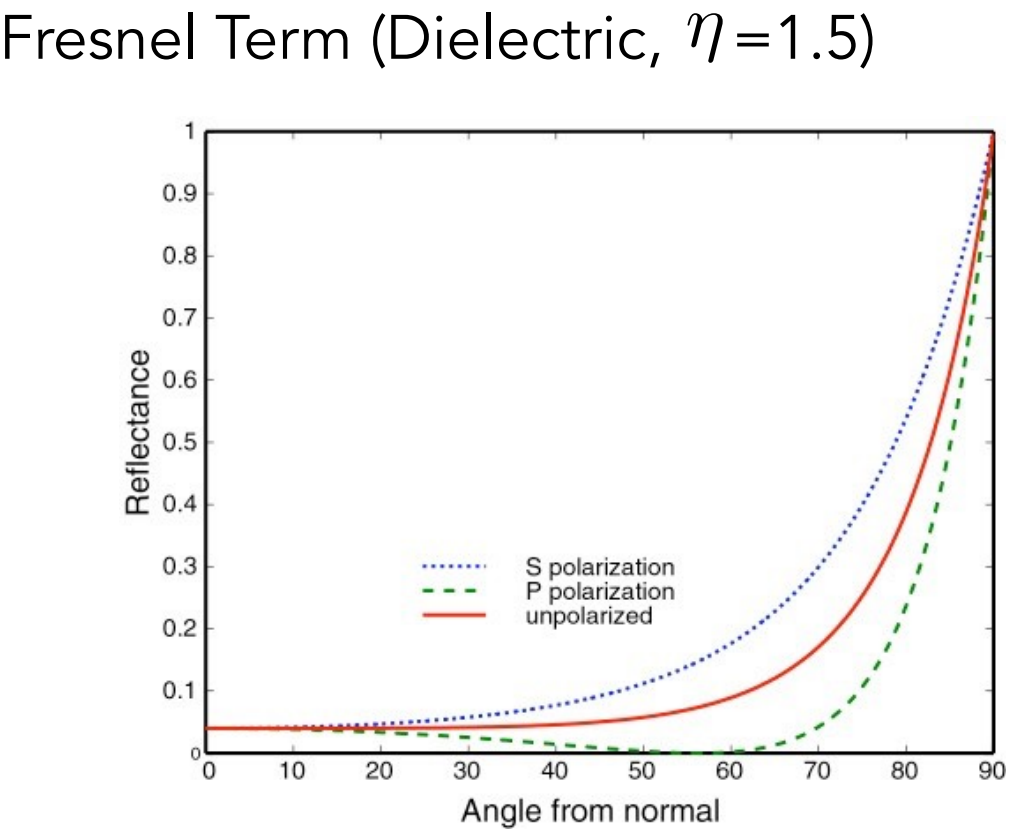 Fresnel Term (Dielectric, η=1.5)
1
0.9
0.8
0.7
0.6
0.5
0.4
0.3
0.2
0.1
0
Reflectance
S polarization
P polarization
unpolarized
0 10 20 30 40 50 60 70 80 90
Angle from normal